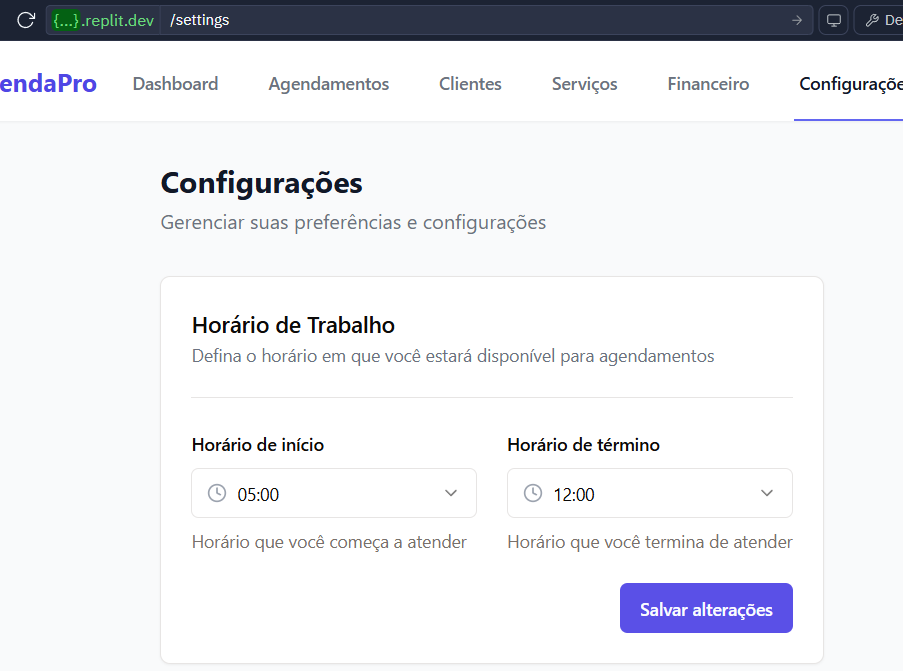 {...}.replit.dev /settings De
endaPro Dashboard Agendamentos Clientes Serviços Financeiro Configuraçõe
Configurações
Gerenciar suas preferências e configurações
Horário de Trabalho
Defina o horário em que você estará disponível para agendamentos
Horário de início Horário de término
05:00 12:00
Horário que você começa a atender Horário que você termina de atender
Salvar alterações